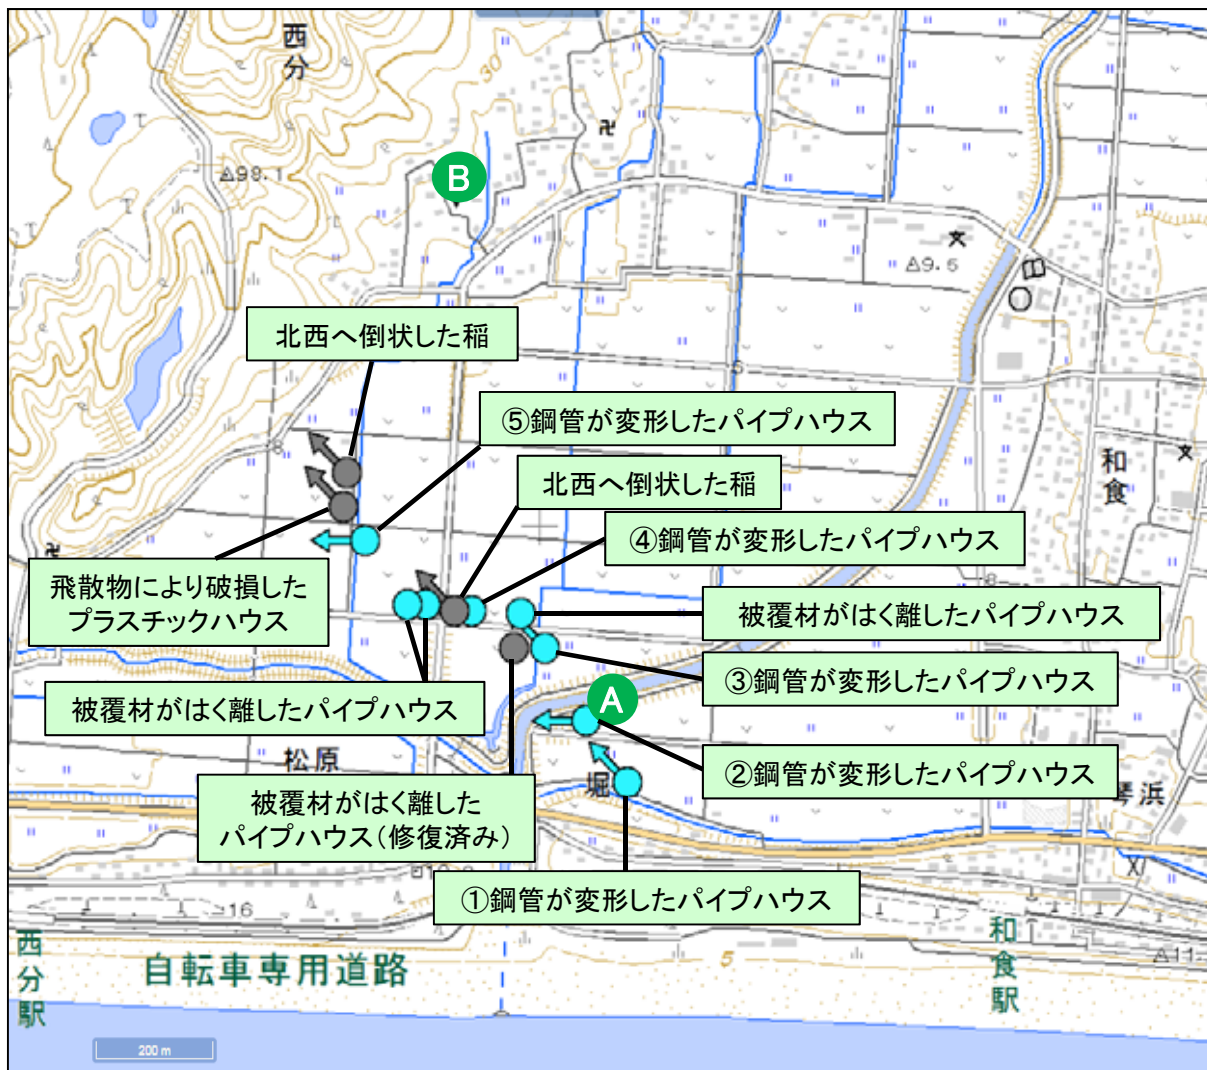 西分
30
卍
B
98.1
文
9.5
北西へ倒状した稲
⑤鋼管が変形したパイプハウス
6
和食
文
8
北西へ倒状した稲
④鋼管が変形したパイプハウス
卍
飛散物により破損した
プラスチックハウス
8
被覆材がはく離したパイプハウス
③鋼管が変形したパイプハウス
A
被覆材がはく離したパイプハウス
松原
②鋼管が変形したパイプハウス
堀
琴浜
被覆材がはく離した
パイプハウス(修復済み)
①鋼管が変形したパイプハウス
16
西分駅
自転車専用道路
5
和食駅
11
200 m